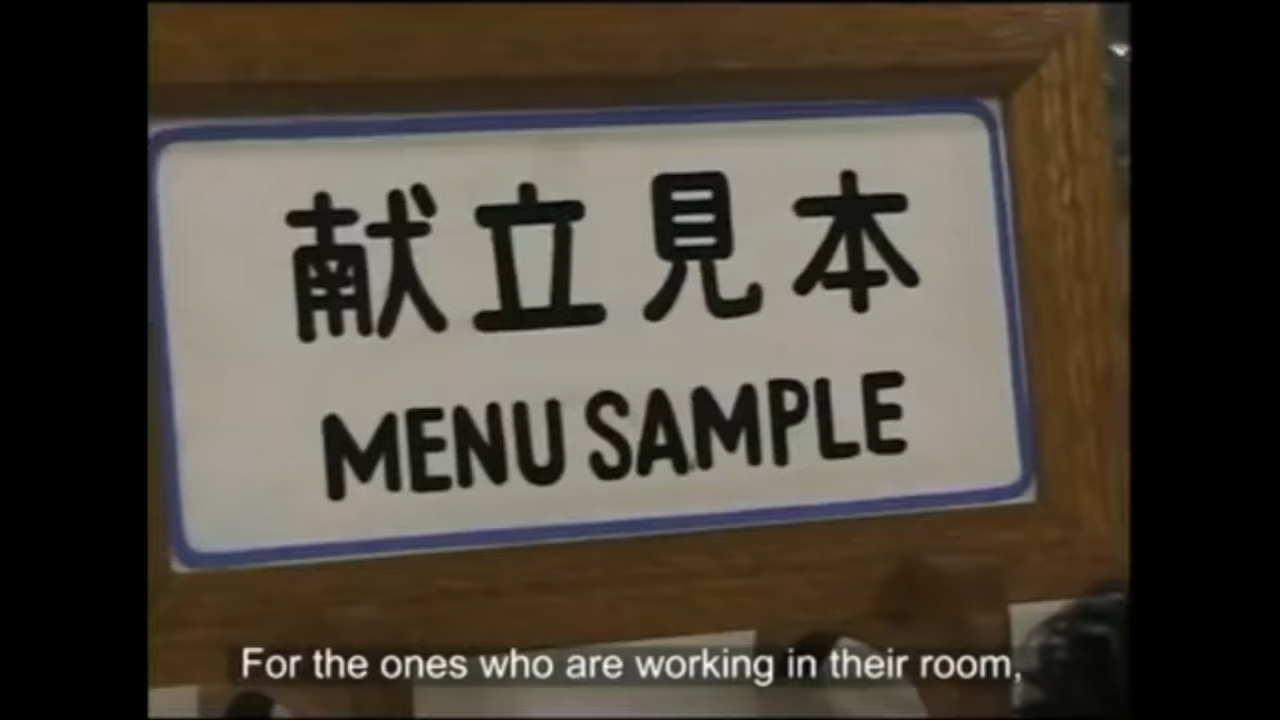 献立見本
MENU SAMPLE
For the ones who are working in their room,